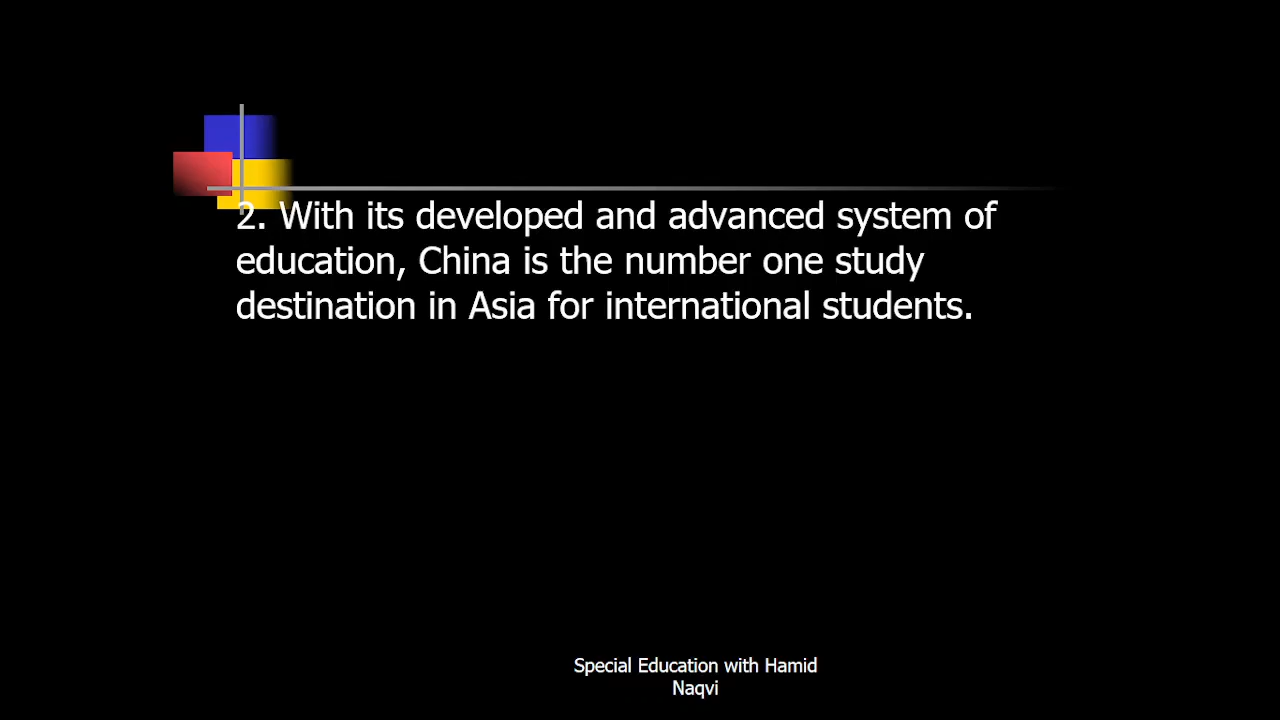 2. With its developed and advanced system of
education, China is the number one study
destination in Asia for international students.
Special Education with Hamid
Naqvi